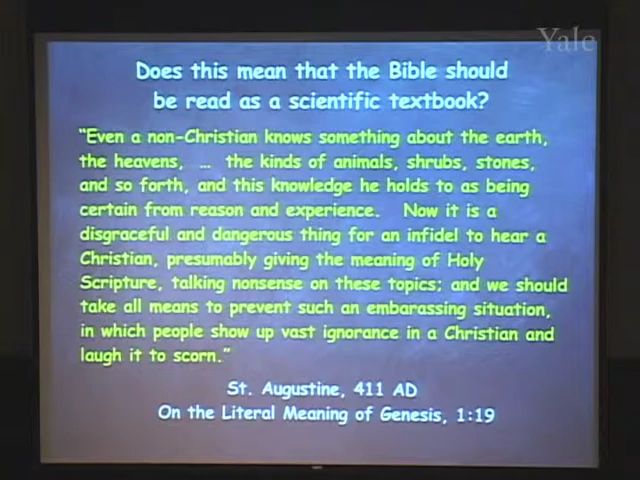 Yale
Does this mean that the Bible should
be read as a scientific textbook?
“Even a non-Christian knows something about the earth,
the heavens, … the kinds of animals, shrubs, stones,
and so forth, and this knowledge he holds to as being
certain from reason and experience. Now it is a
disgraceful and dangerous thing for an infidel to hear a
Christian, presumably giving the meaning of Holy
Scripture, talking nonsense on these topics; and we should
take all means to prevent such an embarassing situation,
in which people show up vast ignorance in a Christian and
laugh it to scorn.”
St. Augustine, 411 AD
On the Literal Meaning of Genesis, 1:19